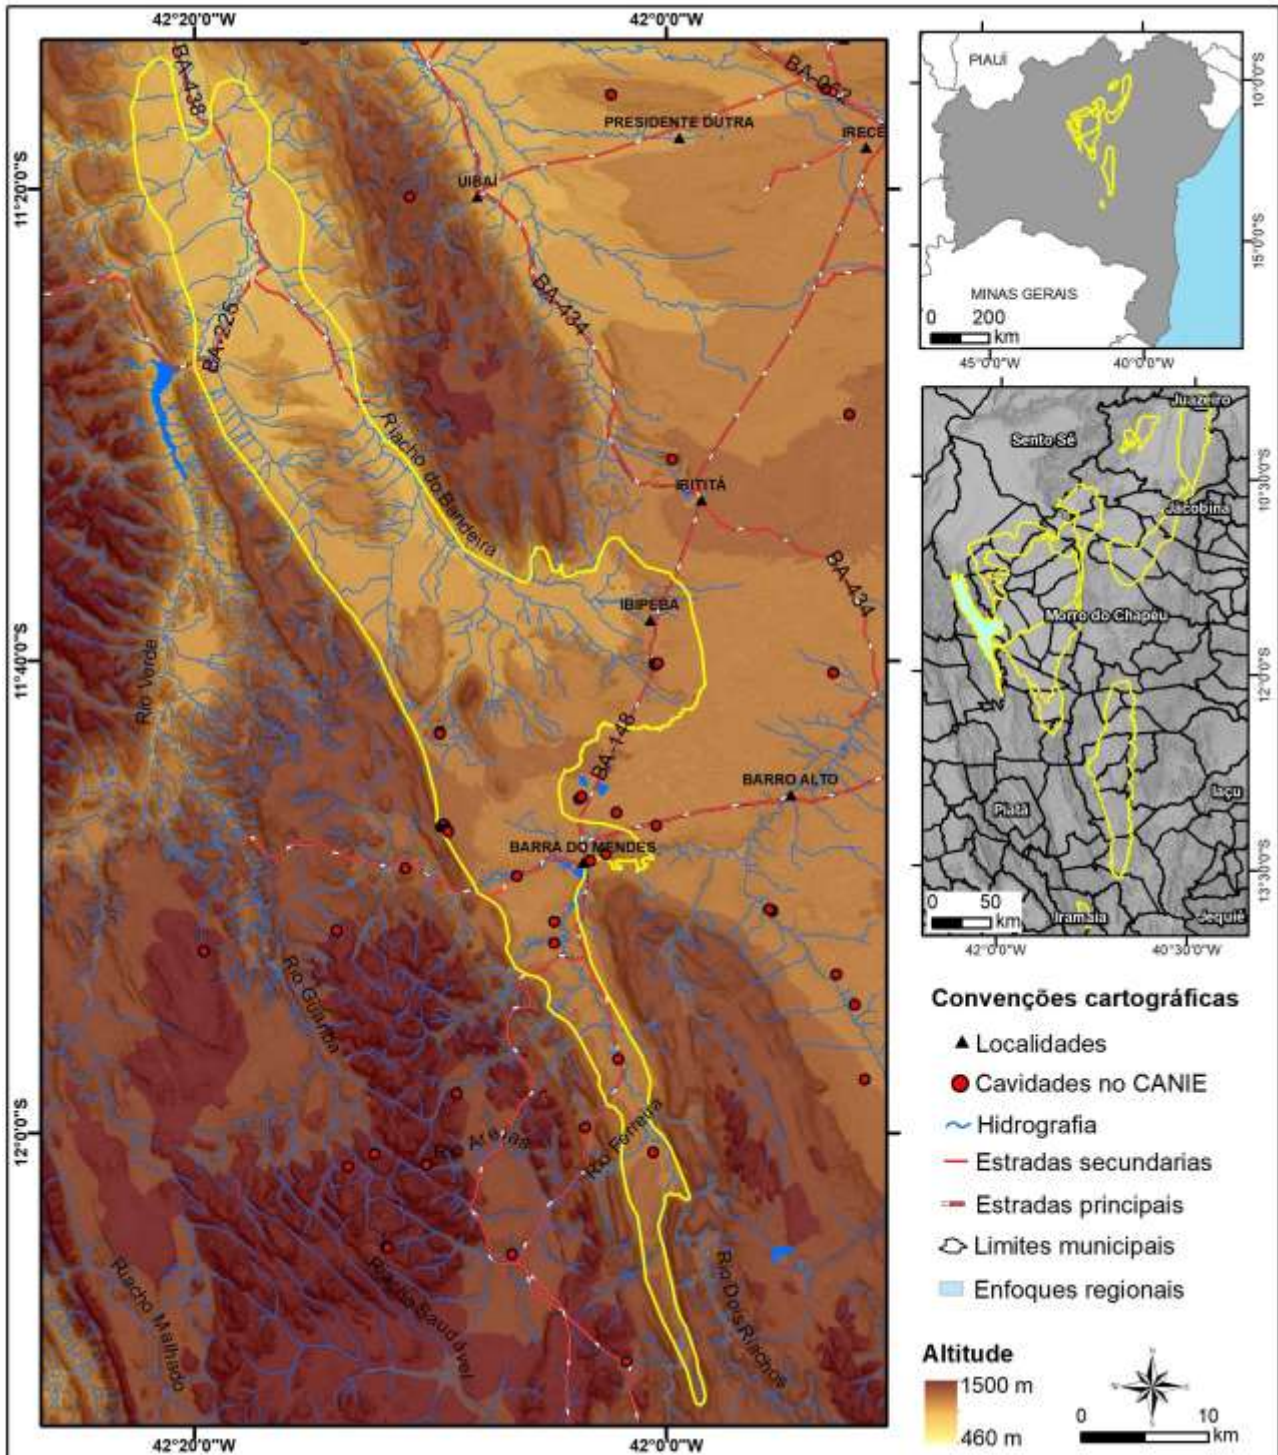 42°20'0"W
42°0'0"W
BA-438
BA-052
PRESIDENTE DUTRA
IRECÊ
11°20'0"S
UIBAÍ
BA-434
BA-225
Riacho do Bandeira
IBITITÁ
BA-434
IBIPEBA
11°40'0"S
Rio Verde
BA-148
BARRO ALTO
BARRA DO MENDES
Rio Guariba
12°0'0"S
Rio Areias
Rio Ferreira
Riacho Saudável
Riacho Malhado
Rio Dois Riachos
42°20'0"W
42°0'0"W
PIAUÍ
10°0'0"S
15°0'0"S
MINAS GERAIS
0 200
km
45°0'0"W
40°0'0"W
Juazeiro
Sento Sé
10°30'0"S
Jacobina
Morro do Chapéu
12°0'0"S
Piatã
Iaçu
13°30'0"S
0 50
km
Iramaia
Jequié
42°0'0"W
40°30'0"W
Convenções cartográficas
Localidades
Cavidades no CANIE
Hidrografia
Estradas secundarias
Estradas principais
Limites municipais
Enfoques regionais
Altitude
1500 m
460 m
0 10
km